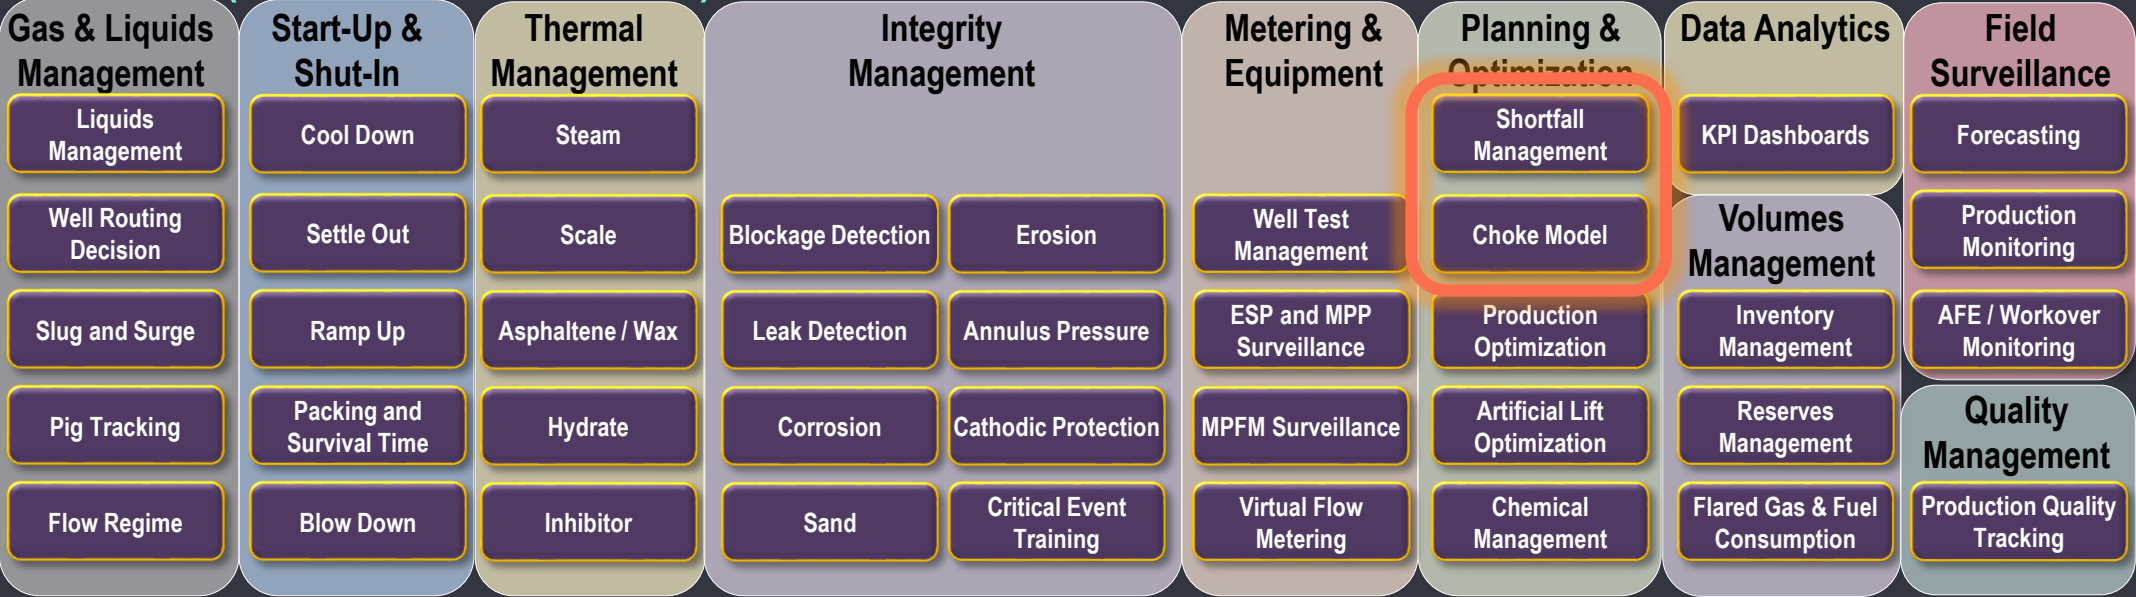 Gas & Liquids
Management
Liquids
Management
Well Routing
Decision
Slug and Surge
Pig Tracking
Flow Regime
Start-Up &
Shut-In
Cool Down
Settle Out
Ramp Up
Packing and
Survival Time
Blow Down
Thermal
Management
Steam
Scale
Asphaltene / Wax
Hydrate
Inhibitor
Integrity
Management
Blockage Detection
Erosion
Leak Detection
Annulus Pressure
Corrosion
Cathodic Protection
Sand
Critical Event
Training
Metering &
Equipment
Well Test
Management
ESP and MPP
Surveillance
MPFM Surveillance
Virtual Flow
Metering
Planning &
Optimization
Shortfall
Management
Choke Model
Production
Optimization
Artificial Lift
Optimization
Chemical
Management
Data Analytics
KPI Dashboards
Volumes
Management
Inventory
Management
Reserves
Management
Flared Gas & Fuel
Consumption
Field
Surveillance
Forecasting
Production
Monitoring
AFE / Workover
Monitoring
Quality
Management
Production Quality
Tracking